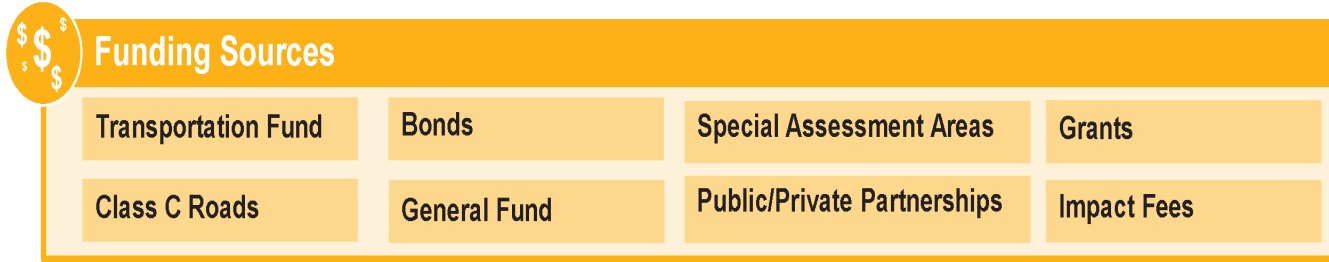 $ $ $ $ $
Funding Sources
Transportation Fund
Bonds
Special Assessment Areas
Grants
Class C Roads
General Fund
Public/Private Partnerships
Impact Fees